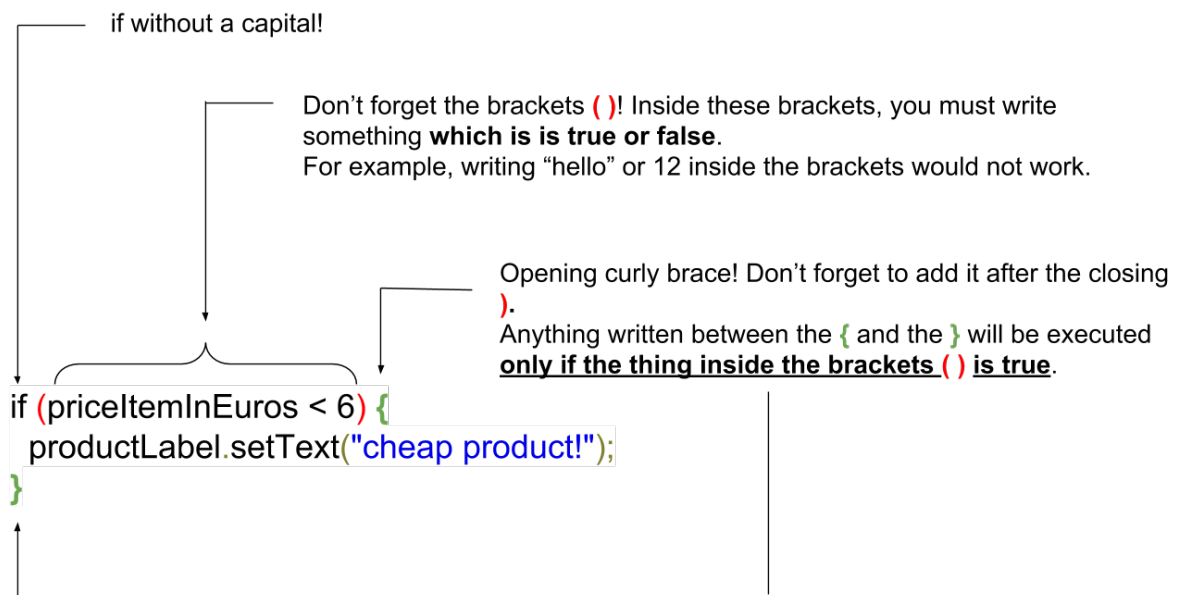 if without a capital!
Don’t forget the brackets ( )! Inside these brackets, you must write
something which is is true or false.
For example, writing “hello” or 12 inside the brackets would not work.
Opening curly brace! Don’t forget to add it after the closing
).
Anything written between the { and the } will be executed
only if the thing inside the brackets ( ) is true.
if (priceItemInEuros < 6) {
productLabel.setText("cheap product!");
}